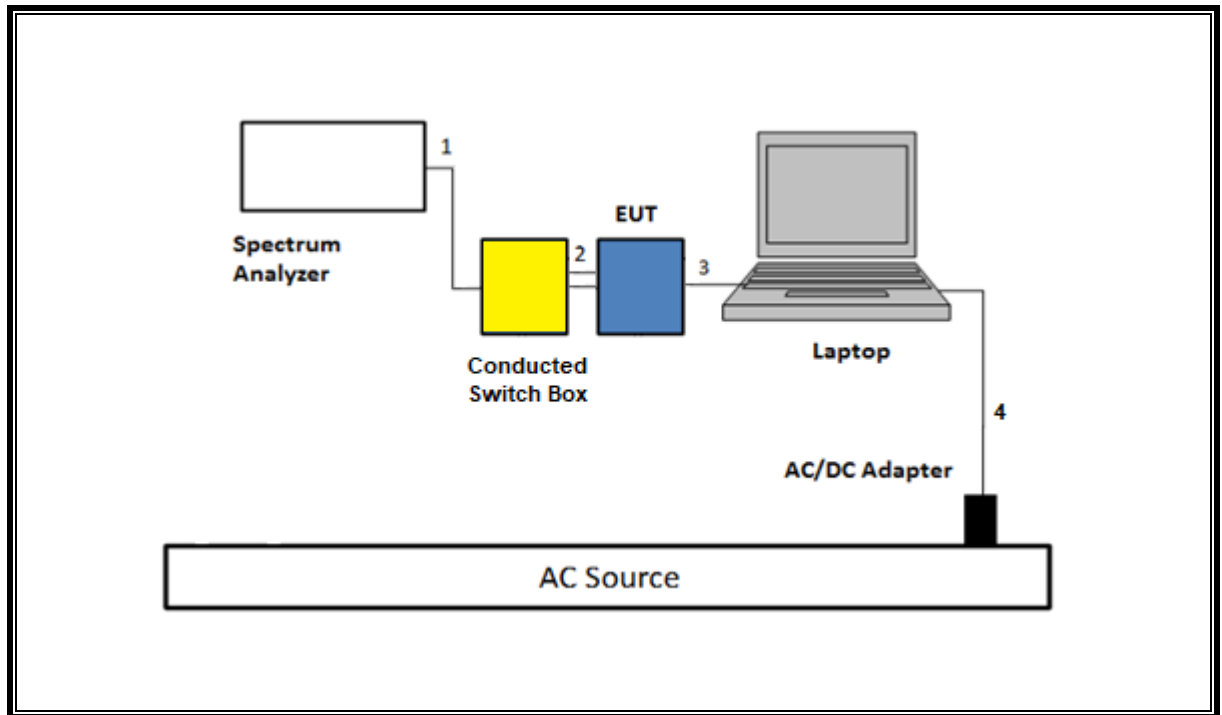 1
Spectrum
Analyzer
2
EUT
3
Conducted
Switch Box
Laptop
4
AC/DC Adapter
AC Source